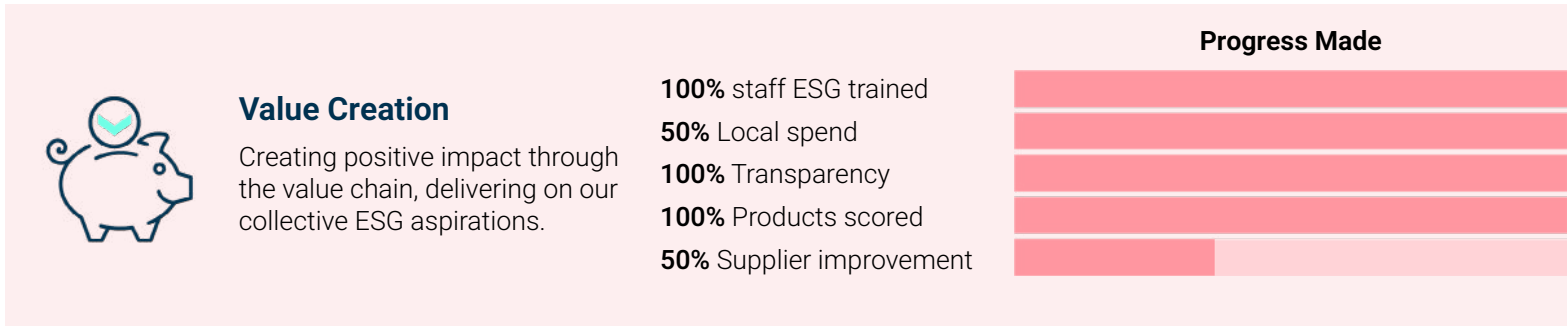 Value Creation
Creating positive impact through
the value chain, delivering on our
collective ESG aspirations.
Progress Made
100% staff ESG trained
50% Local spend
100% Transparency
100% Products scored
50% Supplier improvement